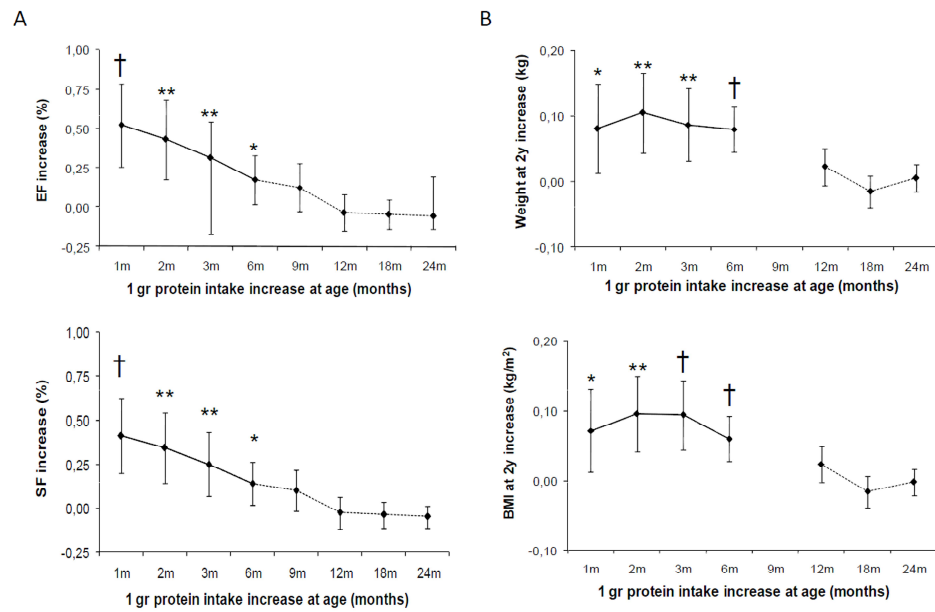 A
EF increase (%)
1,00
0,75
0,50
0,25
0,00
-0,25
†
**
**
*
1m 2m 3m 6m 9m 12m 18m 24m
1 gr protein intake increase at age (months)
SF increase (%)
1,00
0,75
0,50
0,25
0,00
-0,25
†
**
**
*
1m 2m 3m 6m 9m 12m 18m 24m
1 gr protein intake increase at age (months)
B
Weight at 2y increase (kg)
0,20
0,10
0,00
-0,10
*
**
**
†
1m 2m 3m 6m 9m 12m 18m 24m
1 gr protein intake increase at age (months)
BMI at 2y increase (kg/m²)
0,20
0,10
0,00
-0,10
*
**
†
†
1m 2m 3m 6m 9m 12m 18m 24m
1 gr protein intake increase at age (months)